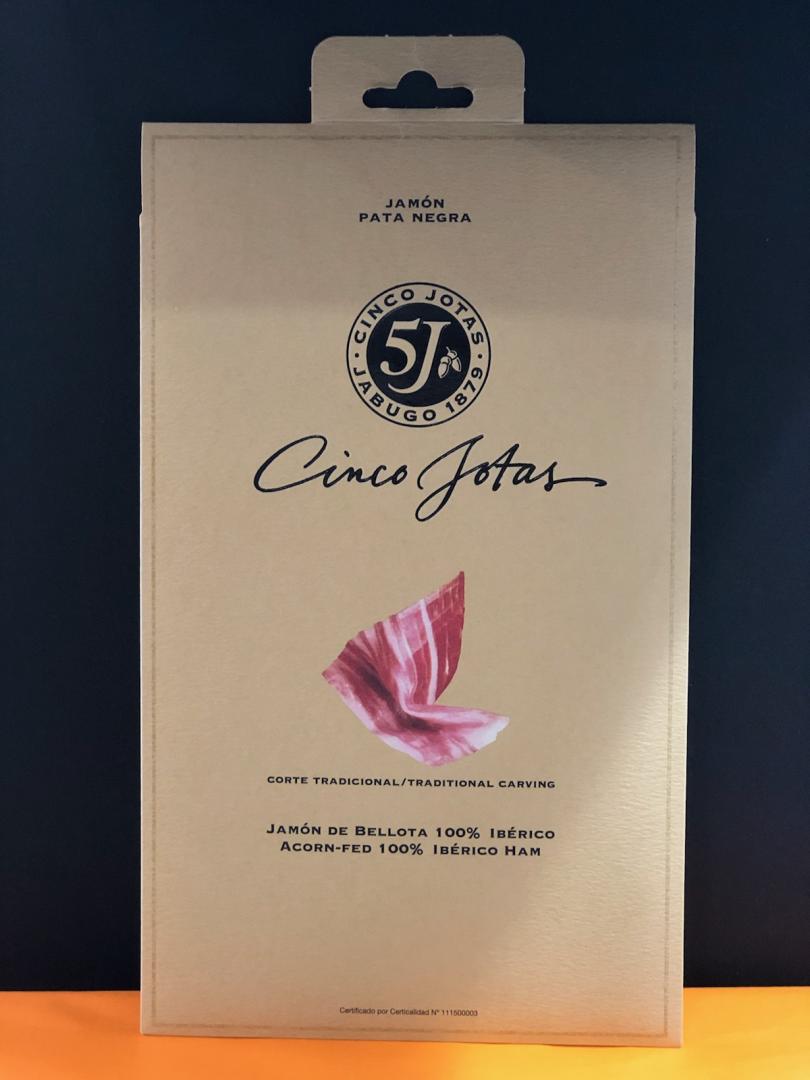 JAMÓN
PATA NEGRA
CINCO JOTAS
5J
JABUGO 1879
Cinco Jotas
CORTE TRADICIONAL/TRADITIONAL CARVING
JAMÓN DE BELLOTA 100% IBÉRICO
ACORN-FED 100% IBÉRICO HAM
Certificado por Certicalidad Nº 111500003